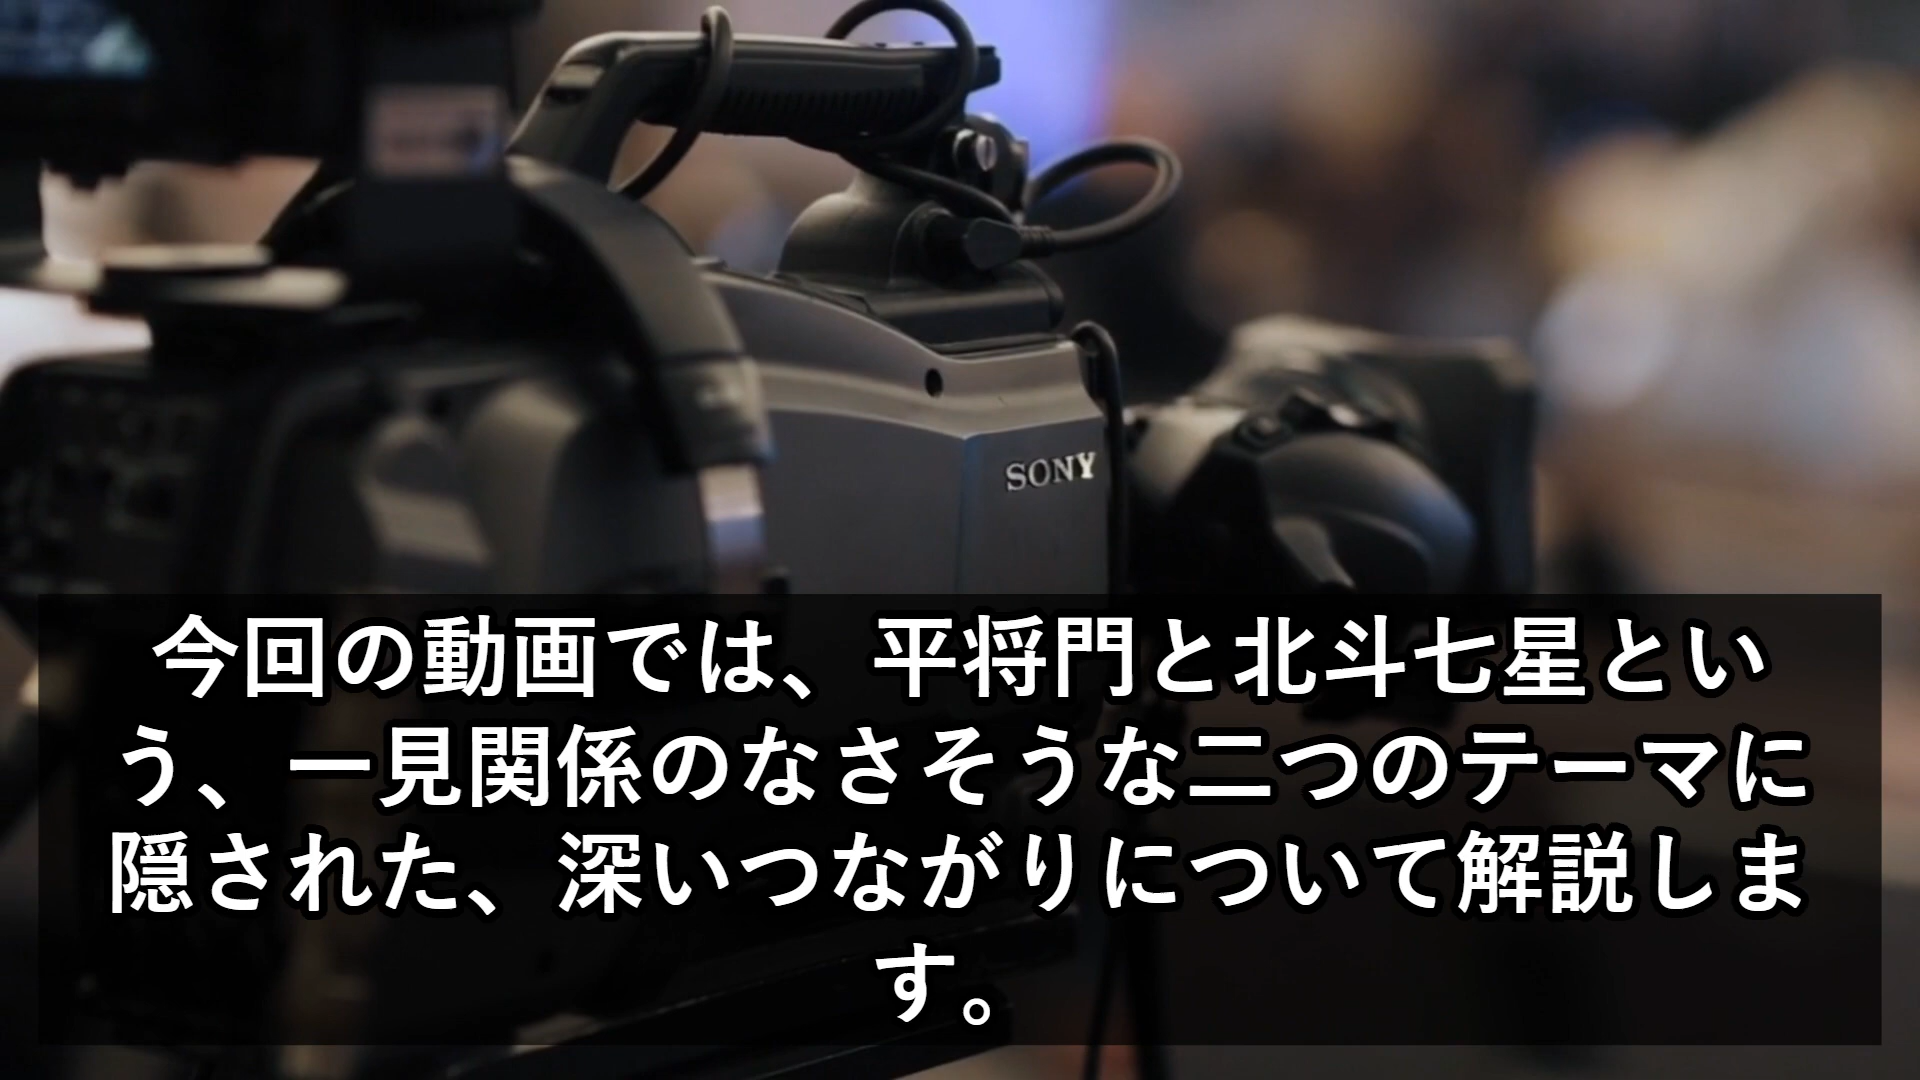 SONY
今回の動画では、平将門と北斗七星とい
う、一見関係のなさそうな二つのテーマに
隠された、深いつながりについて解説しま
す。